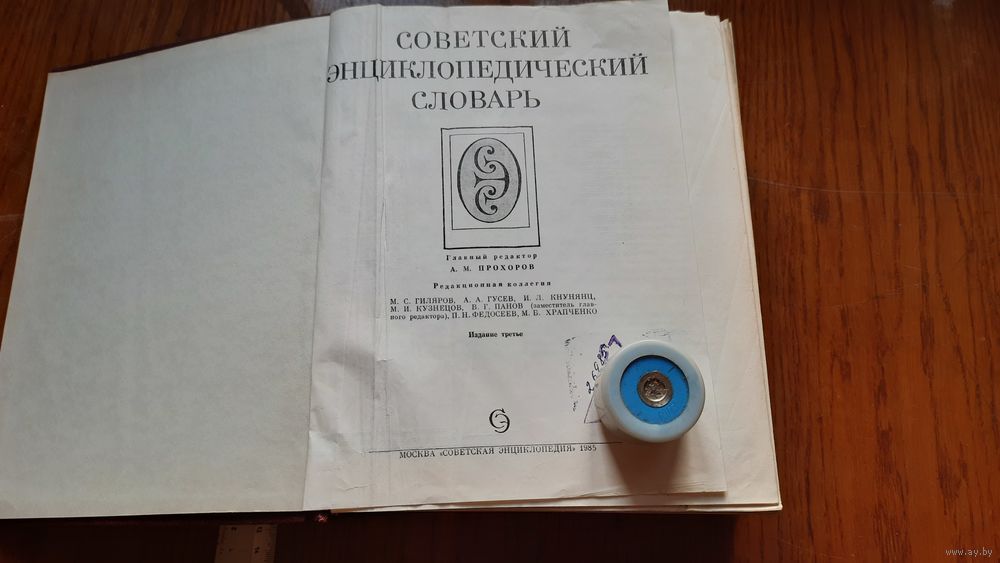 СОВЕТСКИЙ
ЭНЦИКЛОПЕДИЧЕСКИЙ
СЛОВАРЬ
Главный редактор
А. М. ПРОХОРОВ
Редакционная коллегия
М. С. ГИЛЯРОВ, А. А. ГУСЕВ, И. Л. КНУНЯНЦ,
М. И. КУЗНЕЦОВ, В. Г. ПАНОВ (заместитель глав-
ного редактора), П. Н. ФЕДОСЕЕВ, М. Б. ХРАПЧЕНКО
Издание третье
МОСКВА «СОВЕТСКАЯ ЭНЦИКЛОПЕДИЯ» 1985
www.ay.by